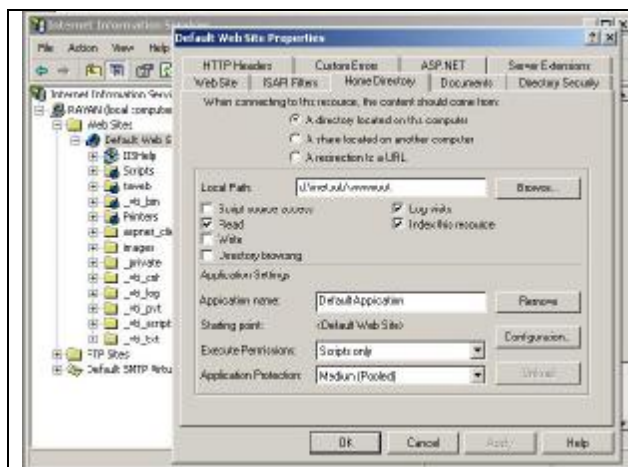 Internet Information Servi
Default Web Site Properties
File Action View Help
HTTP Headers Custom Errors ASP.NET Server Extensions
Web Site ISAPI Filters Home Directory Documents Directory Security
Internet Information Servi
RAYAN (local computer
Web Sites
Default Web S
IISHelp
Scripts
_vti_bin
Printers
aspnet_cli
images
_private
_vti_cnf
_vti_log
_vti_pvt
_vti_script
_vti_txt
FTP Sites
Default SMTP Virtu
When connecting to this resource, the content should come from:
A directory located on this computer
A share located on another computer
A redirection to a URL
Local Path: d:\inetpub\wwwroot Browse...
Script source access Log visits
Read Index this resource
Write
Directory browsing
Application Settings
Application name: Default Application Remove
Starting point: <Default Web Site>
Execute Permissions: Scripts only Configuration...
Application Protection: Medium (Pooled) Unload
OK Cancel Apply Help